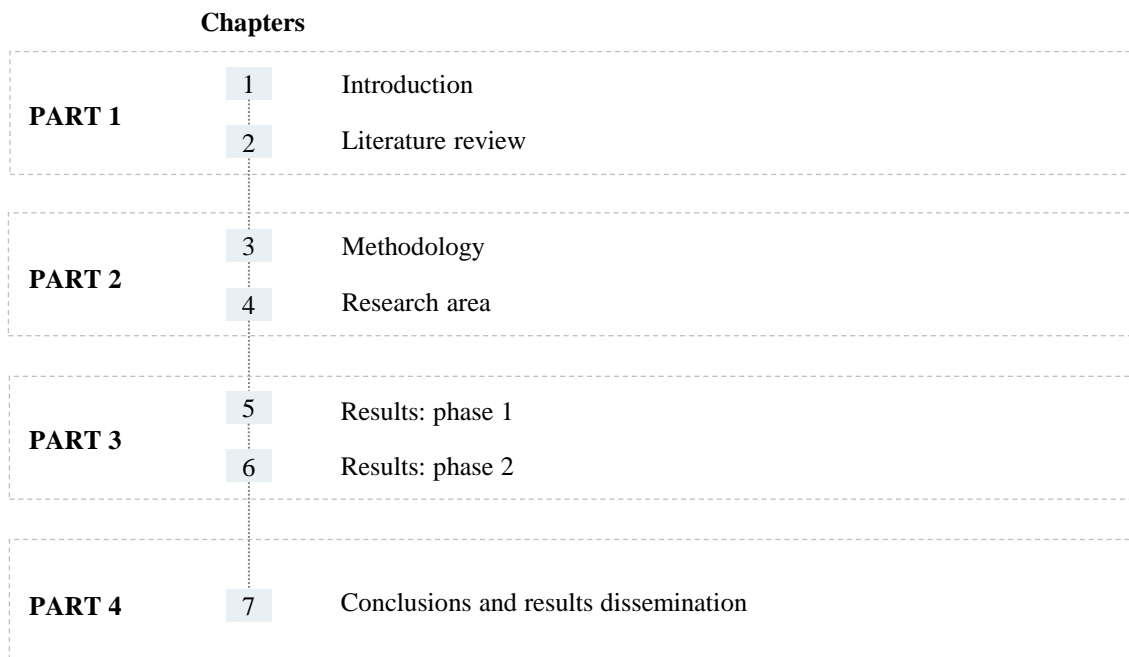 Chapters
PART 1
1 Introduction
2 Literature review
PART 2
3 Methodology
4 Research area
PART 3
5 Results: phase 1
6 Results: phase 2
PART 4
7 Conclusions and results dissemination